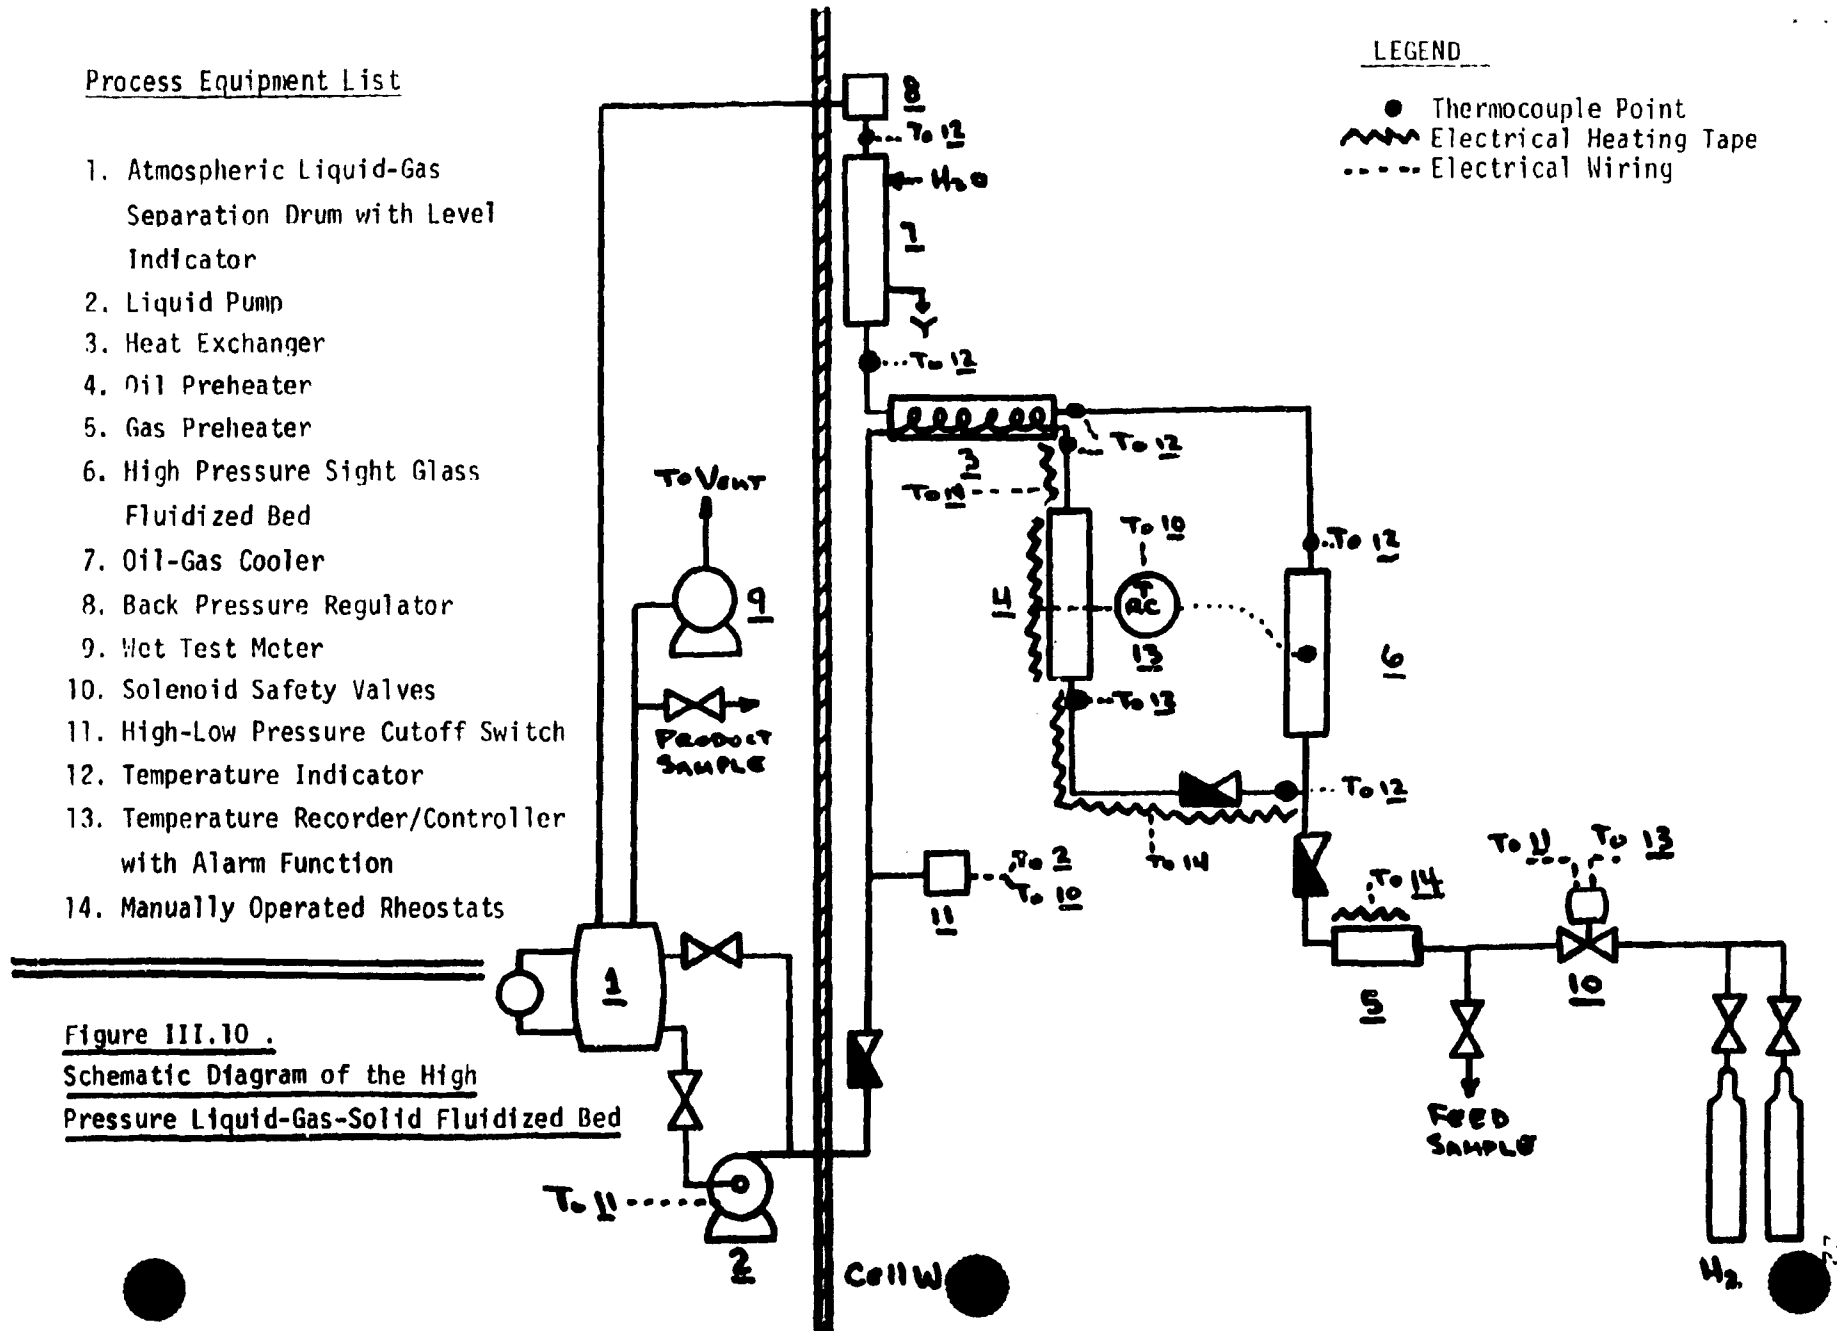 Process Equipment List
1. Atmospheric Liquid-Gas
Separation Drum with Level
Indicator
2. Liquid Pump
3. Heat Exchanger
4. Oil Preheater
5. Gas Preheater
6. High Pressure Sight Glass
Fluidized Bed
7. Oil-Gas Cooler
8. Back Pressure Regulator
9. Wet Test Meter
10. Solenoid Safety Valves
11. High-Low Pressure Cutoff Switch
12. Temperature Indicator
13. Temperature Recorder/Controller
with Alarm Function
14. Manually Operated Rheostats
Figure III.10 .
Schematic Diagram of the High
Pressure Liquid-Gas-Solid Fluidized Bed
LEGEND
Thermocouple Point
Electrical Heating Tape
Electrical Wiring
8
To 12
H2O
7
To 12
To 12
3
To 14
To Vent
9
PRODUCT
SAMPLE
To 10
T
RC
13
4
To 12
6
To 13
To 12
To 14
To 2
To 10
11
To 11
To 13
To 14
5
10
1
FEED
SAMPLE
To 11
2
Cell W
H2